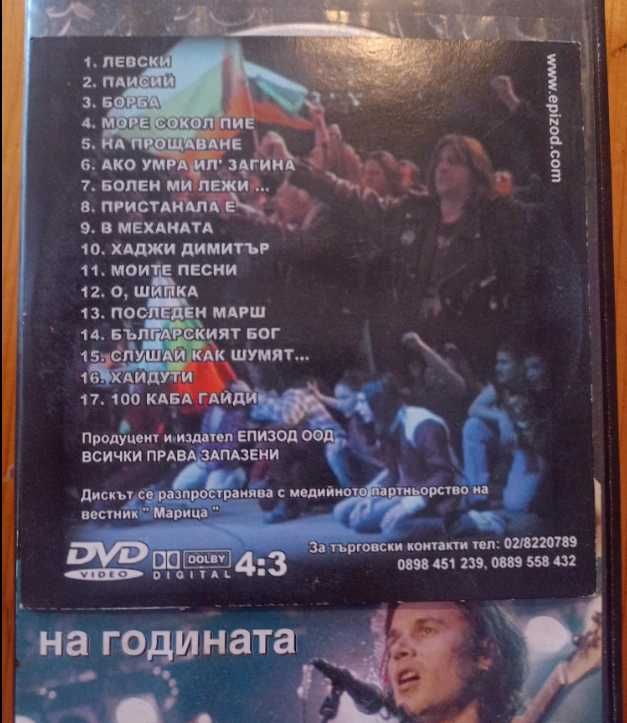 1. ЛЕВСКИ
2. ПАИСИЙ
3. БОРБА
4. МОРЕ СОКОЛ ПИЕ
5. НА ПРОЩАВАНЕ
6. АКО УМРА ИЛ' ЗАГИНА
7. БОЛЕН МИ ЛЕЖИ ...
8. ПРИСТАНАЛА Е
9. В МЕХАНАТА
10. ХАДЖИ ДИМИТЪР
11. МОИТЕ ПЕСНИ
12. О, ШИПКА
13. ПОСЛЕДЕН МАРШ
14. БЪЛГАРСКИЯТ БОГ
15. СЛУШАЙ КАК ШУМЯТ...
16. ХАЙДУТИ
17. 100 КАБА ГАЙДИ
www.epizod.com
Продуцент и издател ЕПИЗОД ООД
ВСИЧКИ ПРАВА ЗАПАЗЕНИ
Дискът се разпространява с медийното партньорство на
вестник " Марица "
DVD
VIDEO
DOLBY
DIGITAL
4:3
За търговски контакти тел: 02/8220789
0898 451 239, 0889 558 432
на годината